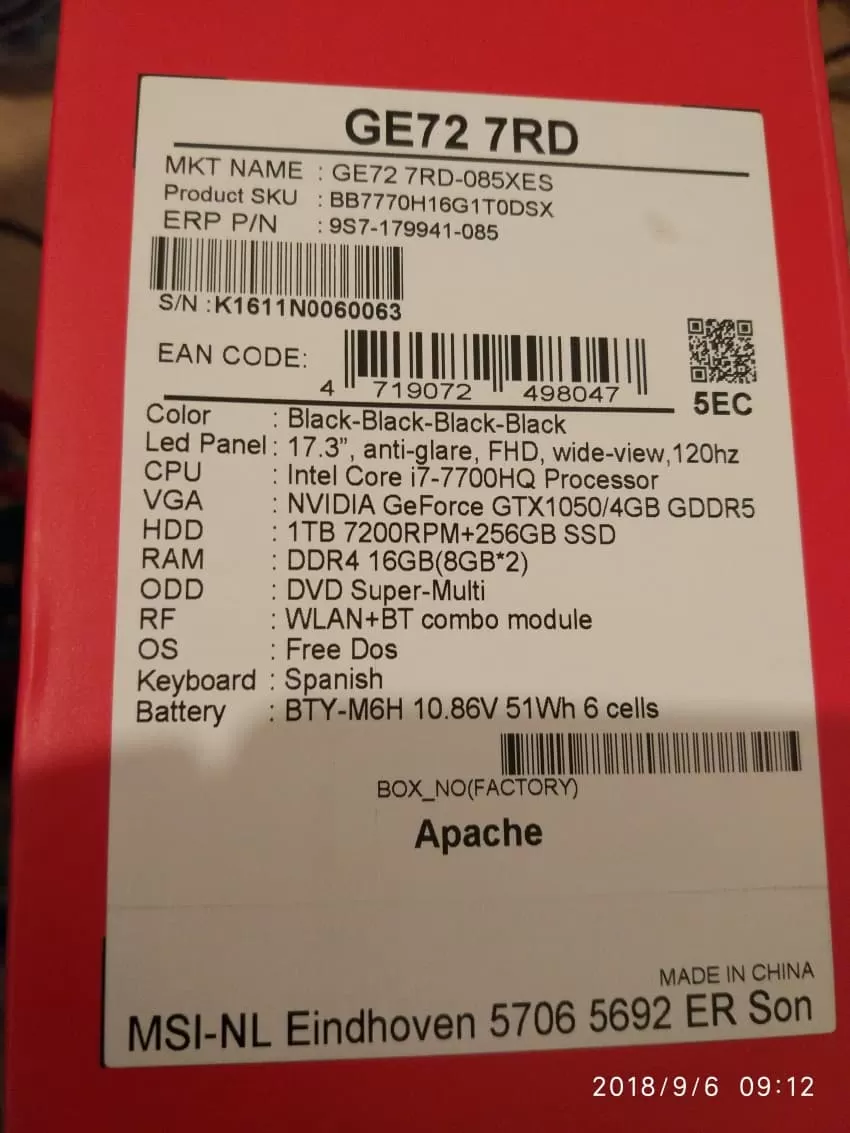 GE72 7RD
MKT NAME : GE72 7RD-085XES
Product SKU : BB7770H16G1T0DSX
ERP P/N : 9S7-179941-085
S/N :K1611N0060063
EAN CODE:
4 719072 498047
5EC
Color : Black-Black-Black-Black
Led Panel : 17.3”, anti-glare, FHD, wide-view,120hz
CPU : Intel Core i7-7700HQ Processor
VGA : NVIDIA GeForce GTX1050/4GB GDDR5
HDD : 1TB 7200RPM+256GB SSD
RAM : DDR4 16GB(8GB*2)
ODD : DVD Super-Multi
RF : WLAN+BT combo module
OS : Free Dos
Keyboard : Spanish
Battery : BTY-M6H 10.86V 51Wh 6 cells
BOX_NO(FACTORY)
Apache
MADE IN CHINA
MSI-NL Eindhoven 5706 5692 ER Son
2018/9/6 09:12